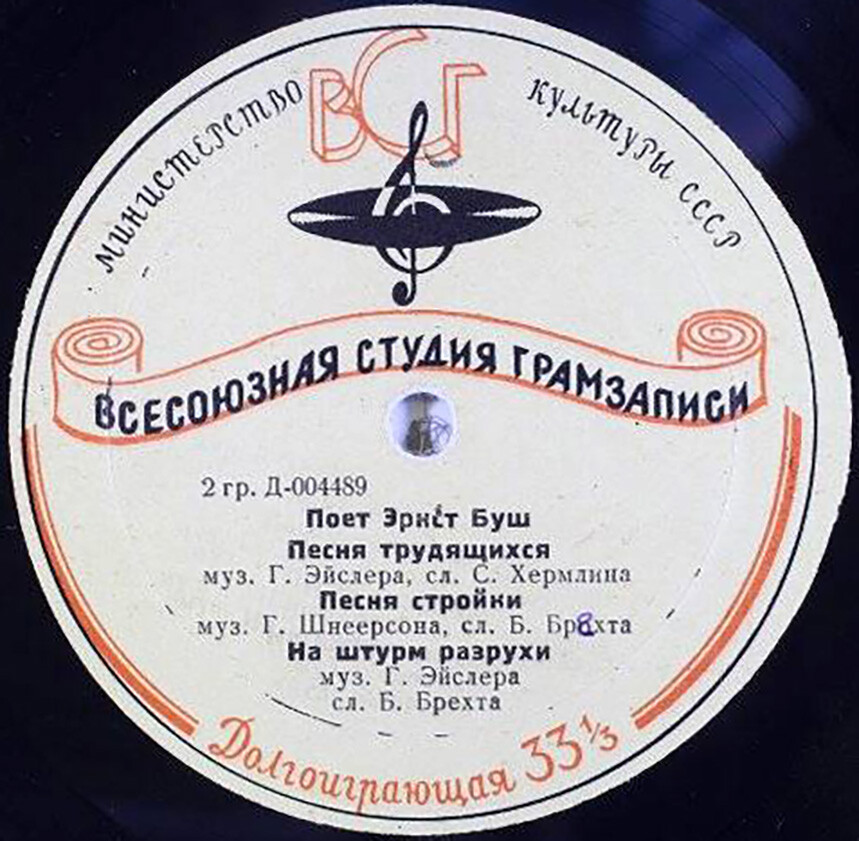 ВСГ
МИНИСТЕРСТВО КУЛЬТУРЫ СССР
ВСЕСОЮЗНАЯ СТУДИЯ ГРАМЗАПИСИ
2 гр. Д-004489
Поет Эрнст Буш
Песня трудящихся
муз. Г. Эйслера, сл. С. Хермлина
Песня стройки
муз. Г. Шнеерсона, сл. Б. Брехта
На штурм разрухи
муз. Г. Эйслера
сл. Б. Брехта
Долгоиграющая 33⅓